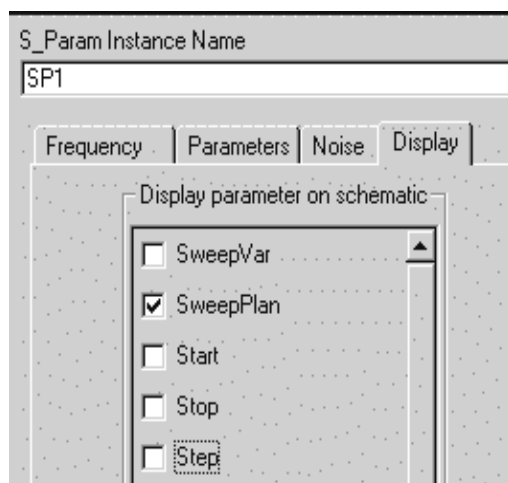 S_Param Instance Name
SP1
Frequency Parameters Noise Display
Display parameter on schematic
SweepVar
SweepPlan
Start
Stop
Step